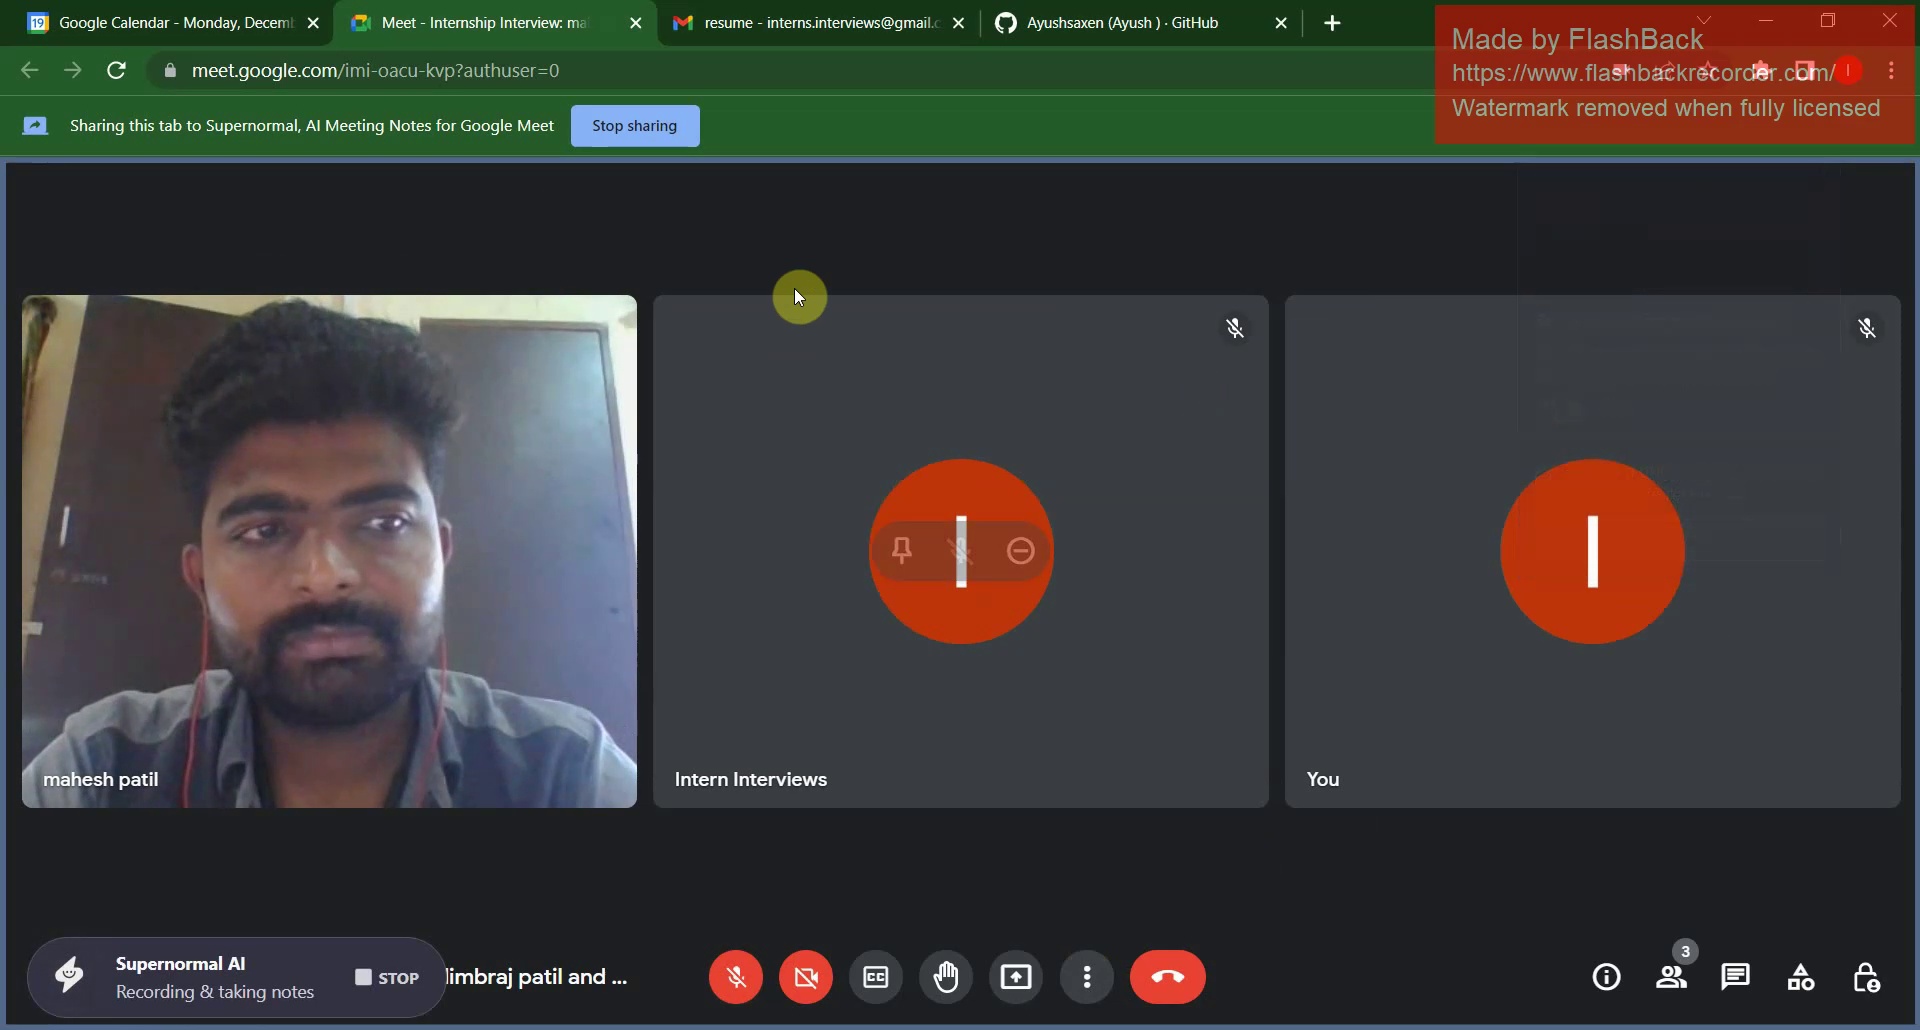 19 Google Calendar - Monday, Decem
Meet - Internship Interview: ma
resume - interns.interviews@gmail.c
Ayushsaxen (Ayush ) · GitHub
meet.google.com/imi-oacu-kvp?authuser=0
I
Made by FlashBack
https://www.flashbackrecorder.com/
Watermark removed when fully licensed
Sharing this tab to Supernormal, AI Meeting Notes for Google Meet
Stop sharing
I
I
mahesh patil
Intern Interviews
You
Supernormal AI
Recording & taking notes
STOP
limbraj patil and ...
CC
3